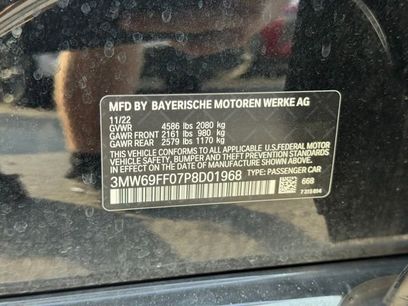 MFD BY BAYERISCHE MOTOREN WERKE AG
11/22
GVWR 4586 lbs 2080 kg
GAWR FRONT 2161 lbs 980 kg
GAWR REAR 2579 lbs 1170 kg
THIS VEHICLE CONFORMS TO ALL APPLICABLE U.S. FEDERAL MOTOR
VEHICLE SAFETY, BUMPER, AND THEFT PREVENTION STANDARDS IN
EFFECT ON THE DATE OF MANUFACTURE SHOWN ABOVE.
3MW69FF07P8D01968 TYPE: PASSENGER CAR
668